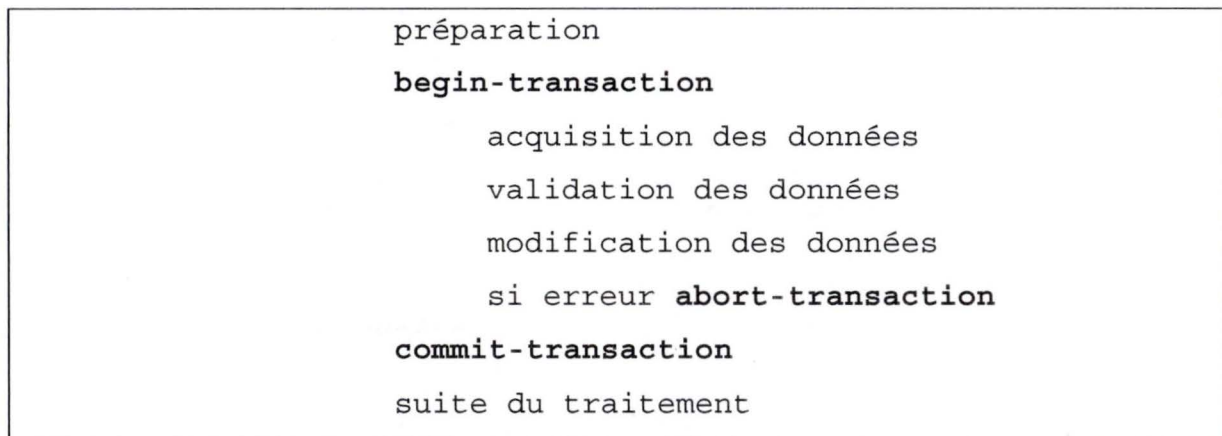 préparation
begin-transaction
acquisition des données
validation des données
modification des données
si erreur abort-transaction
commit-transaction
suite du traitement